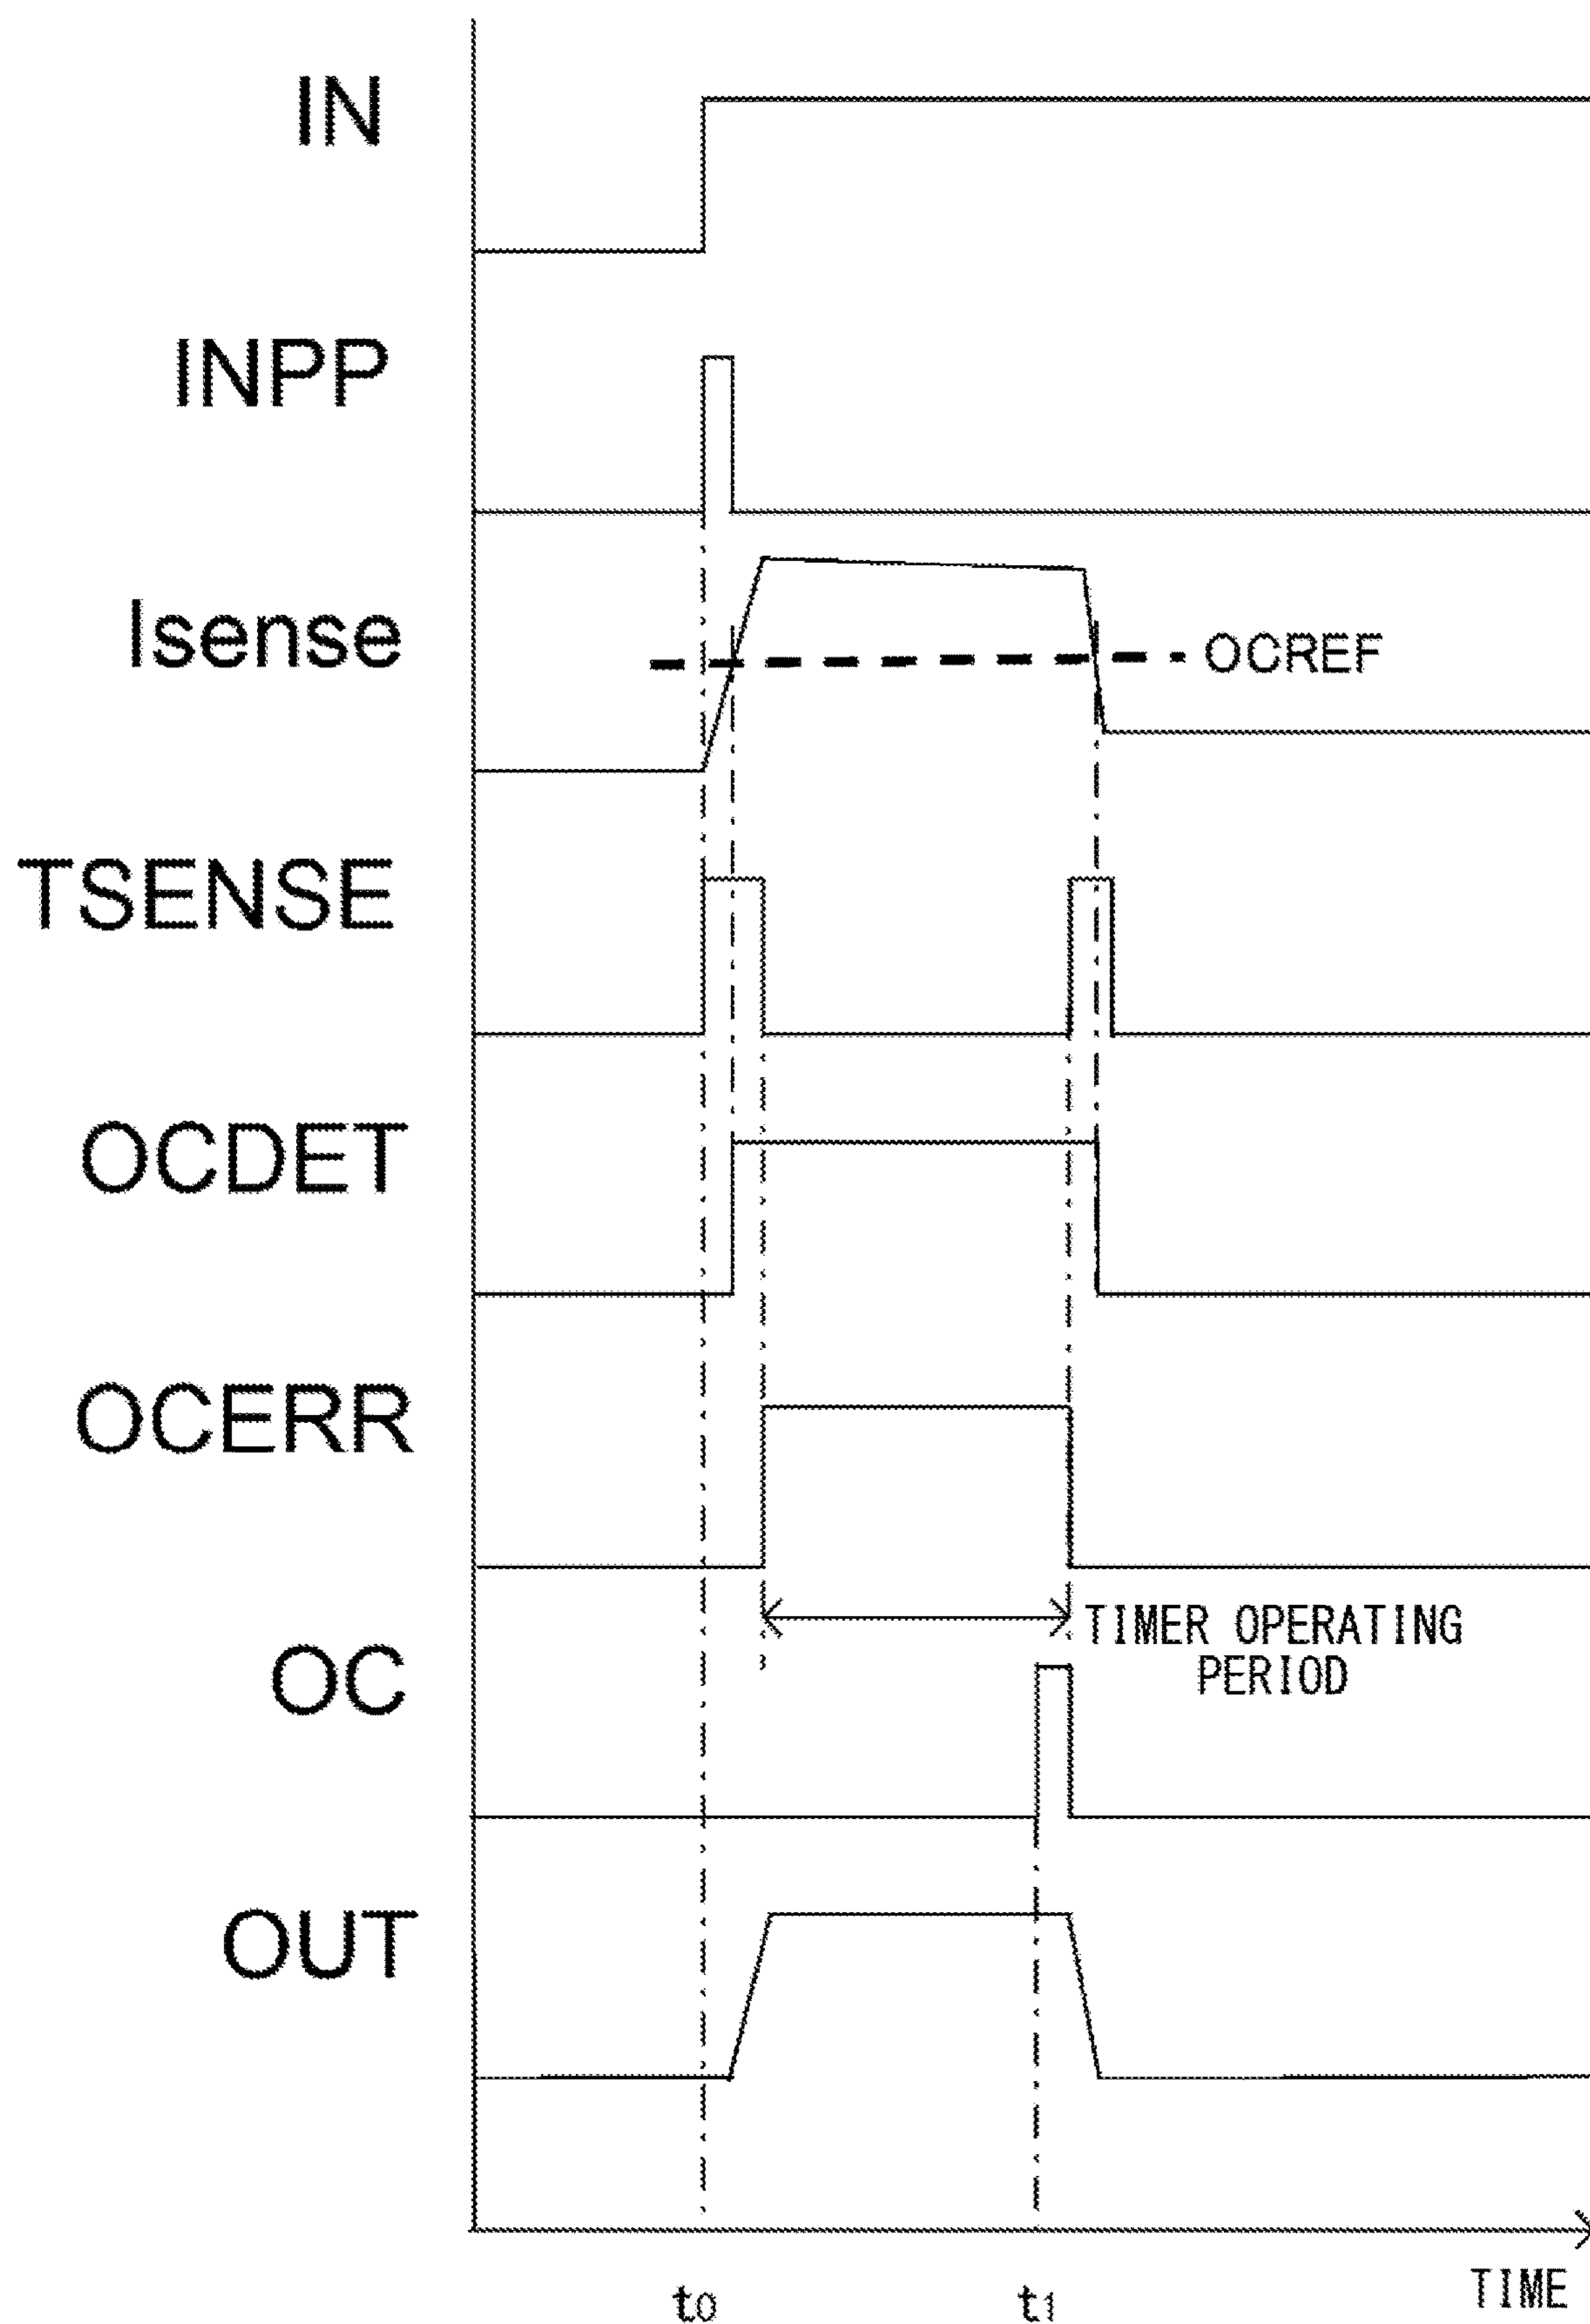 IN
INPP
Isense
OCREF
TSENSE
OCDET
OCERR
TIMER OPERATING
PERIOD
OC
OUT
t0
t1
TIME